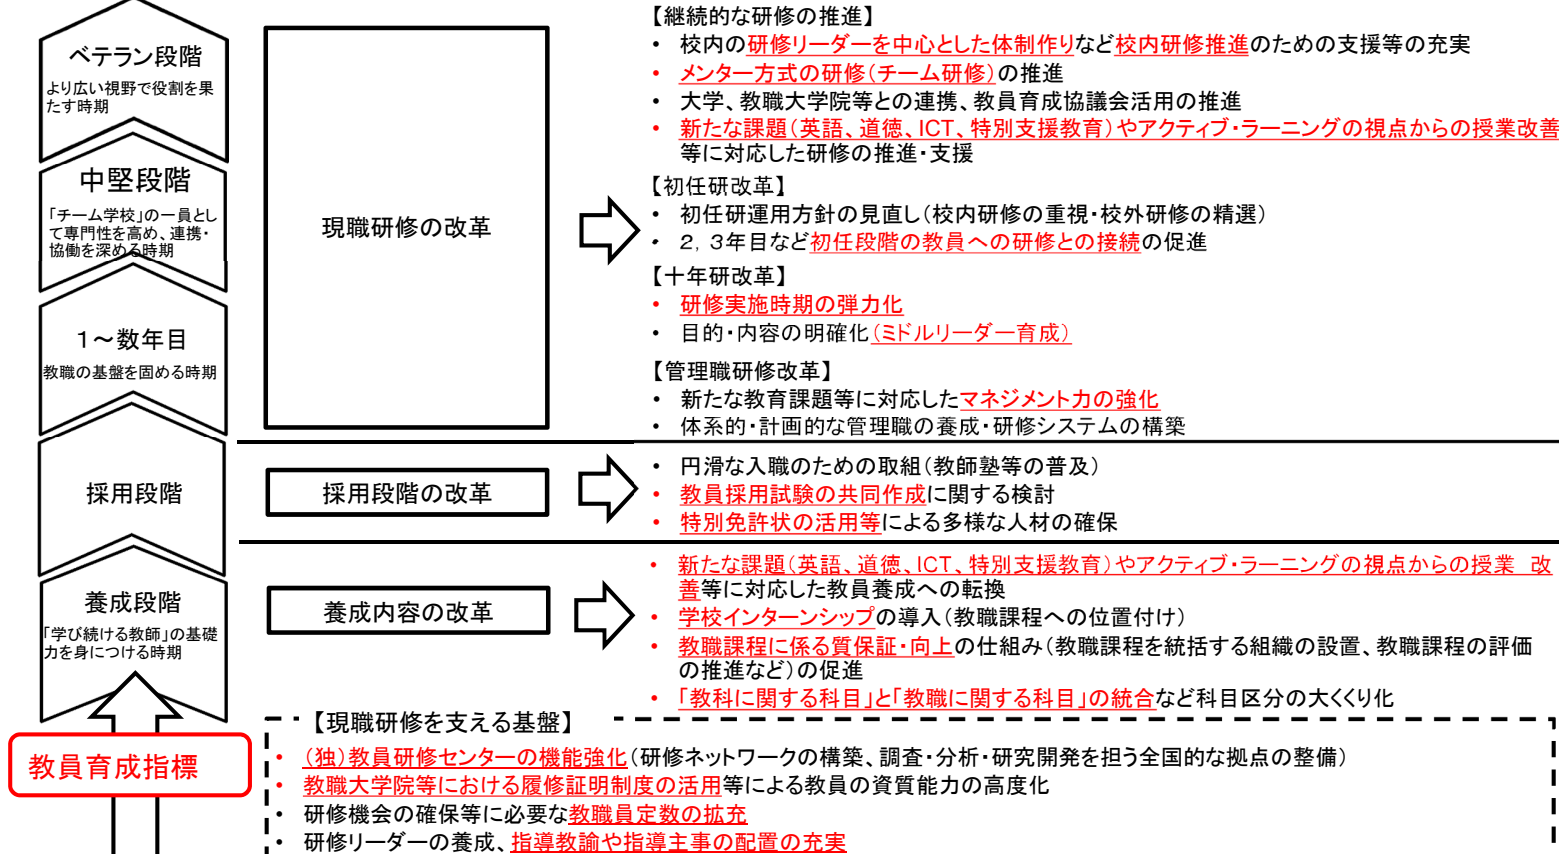 ベテラン段階
より広い視野で役割を果
たす時期
中堅段階
「チーム学校」の一員とし
て専門性を高め、連携・
協働を深める時期
1～数年目
教職の基盤を固める時期
採用段階
養成段階
「学び続ける教師」の基礎
力を身につける時期
教員育成指標
現職研修の改革
【継続的な研修の推進】
・ 校内の研修リーダーを中心とした体制作りなど校内研修推進のための支援等の充実
・ メンター方式の研修（チーム研修）の推進
・ 大学、教職大学院等との連携、教員育成協議会活用の推進
・ 新たな課題（英語、道徳、ICT、特別支援教育）やアクティブ・ラーニングの視点からの授業改善
等に対応した研修の推進・支援
【初任研改革】
・ 初任研運用方針の見直し（校内研修の重視・校外研修の精選）
・ 2，3年目など初任段階の教員への研修との接続の促進
【十年研改革】
・ 研修実施時期の弾力化
・ 目的・内容の明確化（ミドルリーダー育成）
【管理職研修改革】
・ 新たな教育課題等に対応したマネジメント力の強化
・ 体系的・計画的な管理職の養成・研修システムの構築
採用段階の改革
・ 円滑な入職のための取組（教師塾等の普及）
・ 教員採用試験の共同作成に関する検討
・ 特別免許状の活用等による多様な人材の確保
養成内容の改革
・ 新たな課題（英語、道徳、ICT、特別支援教育）やアクティブ・ラーニングの視点からの授業 改
善等に対応した教員養成への転換
・ 学校インターンシップの導入（教職課程への位置付け）
・ 教職課程に係る質保証・向上の仕組み（教職課程を統括する組織の設置、教職課程の評価
の推進など）の促進
・ 「教科に関する科目」と「教職に関する科目」の統合など科目区分の大くくり化
【現職研修を支える基盤】
・ （独）教員研修センターの機能強化（研修ネットワークの構築、調査・分析・研究開発を担う全国的な拠点の整備）
・ 教職大学院等における履修証明制度の活用等による教員の資質能力の高度化
・ 研修機会の確保等に必要な教職員定数の拡充
・ 研修リーダーの養成、指導教諭や指導主事の配置の充実